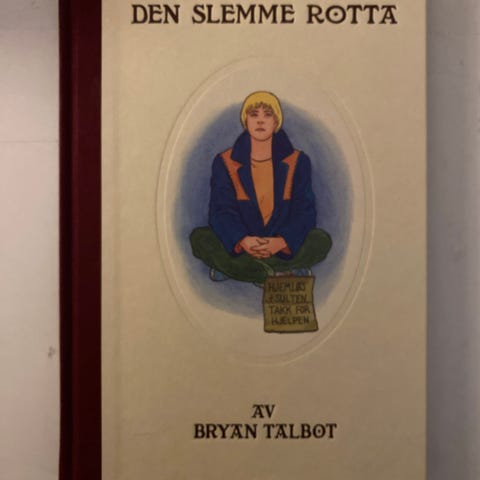 DEN SLEMME ROTTA
HJEMLØS
& SULTEN.
TAKK FOR
HJELPEN
AV
BRYAN TALBOT